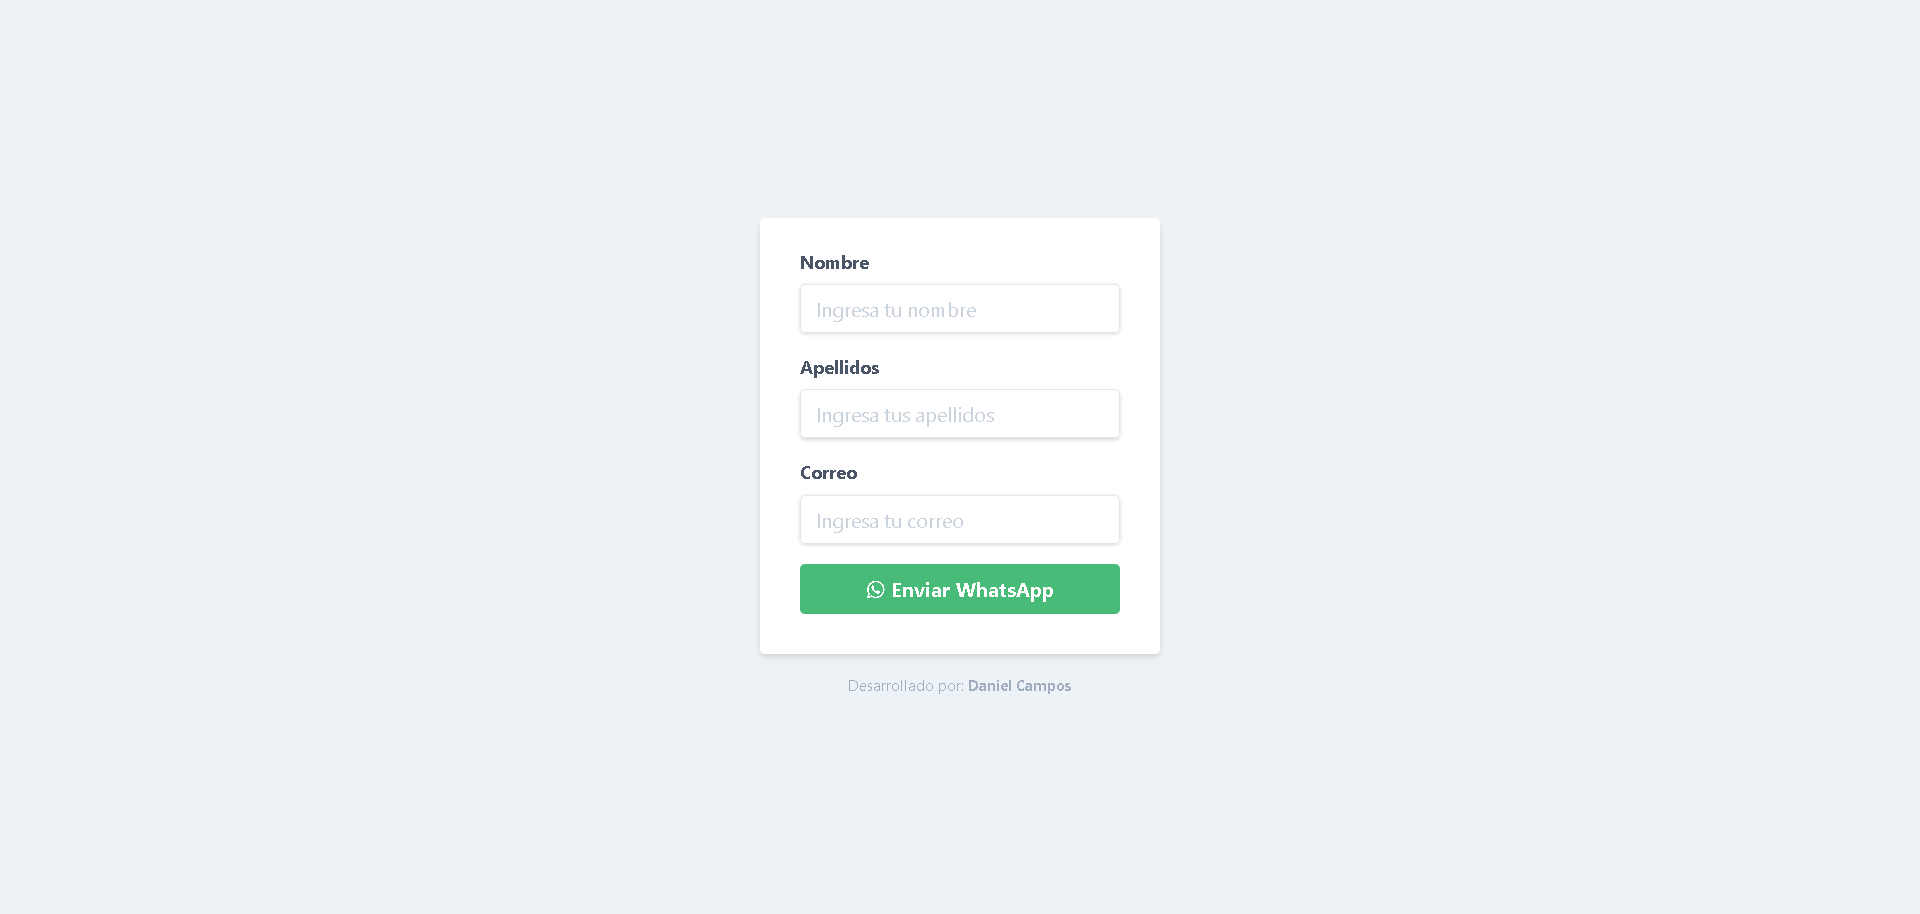 Nombre
Ingresa tu nombre
Apellidos
Ingresa tus apellidos
Correo
Ingresa tu correo
Enviar WhatsApp
Desarrollado por: Daniel Campos